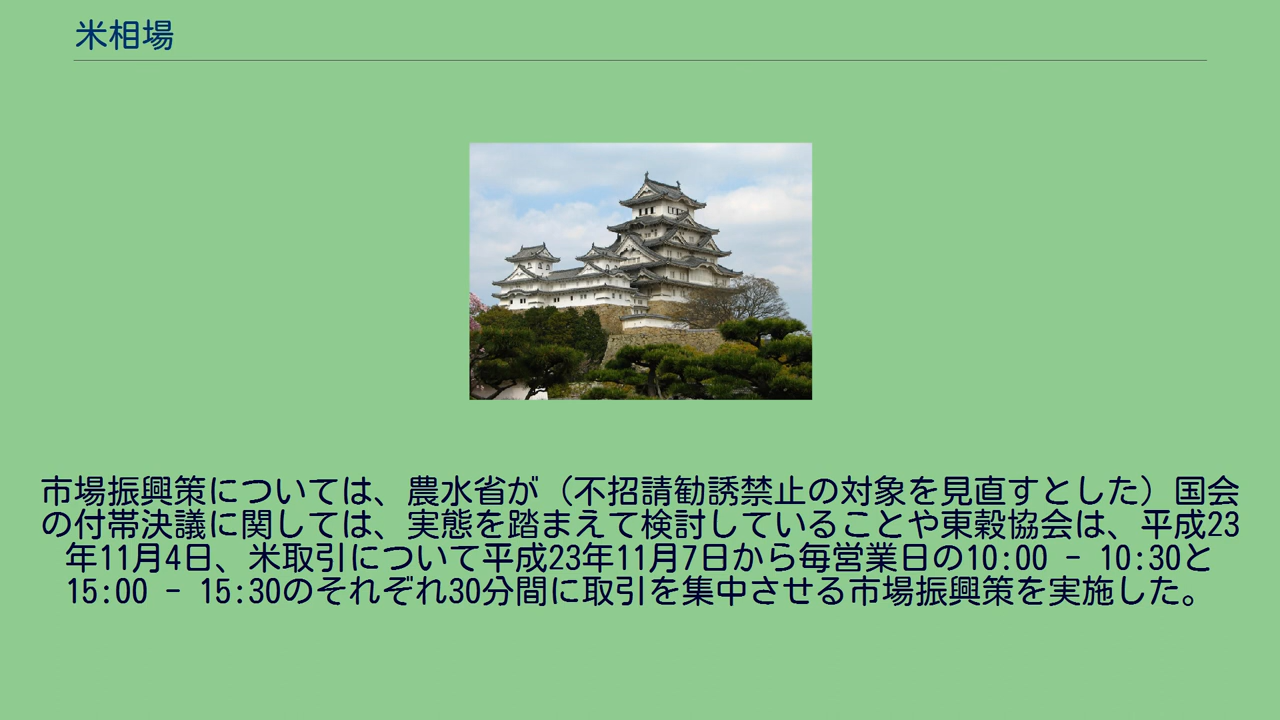 米相場
市場振興策については、農水省が（不招請勧誘禁止の対象を見直すとした）国会
の付帯決議に関しては、実態を踏まえて検討していることや東穀協会は、平成23
年11月4日、米取引について平成23年11月7日から毎営業日の10:00 - 10:30と
15:00 - 15:30のそれぞれ30分間に取引を集中させる市場振興策を実施した。